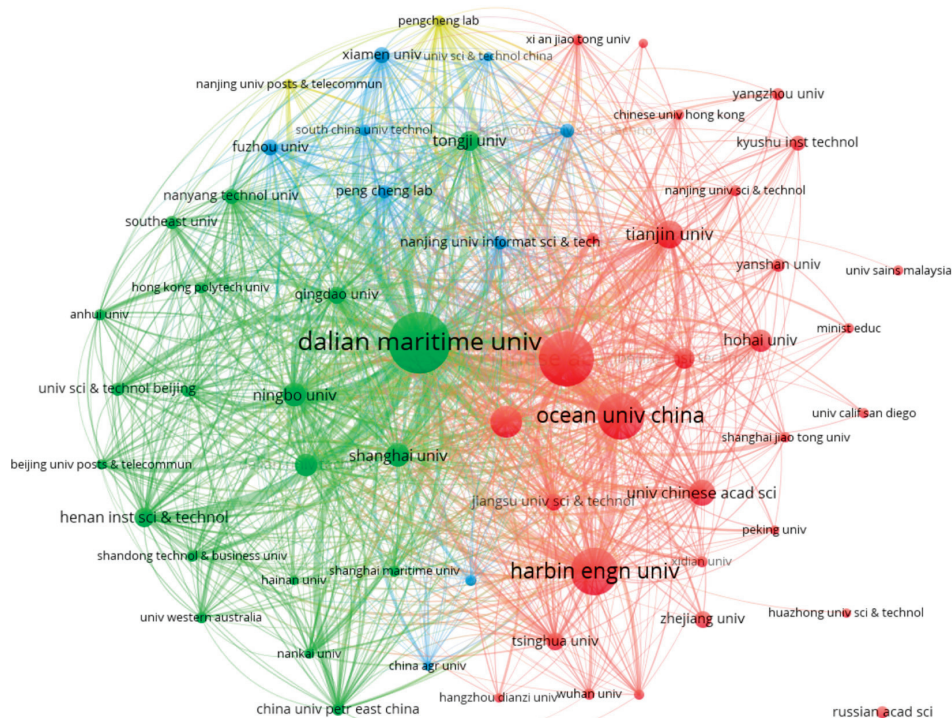 pengcheng lab
xi an jiao tong univ
xiamen univ
univ sci & technol china
nanjing univ posts & telecommun
yangzhou univ
chinese univ hong kong
south china univ technol
tongji univ
kyushu inst technol
fuzhou univ
peng cheng lab
nanjing univ sci & technol
nanyang technol univ
southeast univ
nanjing univ informat sci & tech
tianjin univ
yanshan univ
univ sains malaysia
hong kong polytech univ
qingdao univ
anhui univ
minist educ
dalian maritime univ
hohai univ
univ sci & technol beijing
ningbo univ
ocean univ china
univ calif san diego
shanghai jiao tong univ
beijing univ posts & telecommun
shanghai univ
jiangsu univ sci & technol
univ chinese acad sci
henan inst sci & technol
peking univ
shandong technol & business univ
hainan univ
shanghai maritime univ
harbin engn univ
xidian univ
univ western australia
huazhong univ sci & technol
zhejiang univ
nankai univ
china agr univ
tsinghua univ
hangzhou dianzi univ
wuhan univ
china univ petr east china
russian acad sci